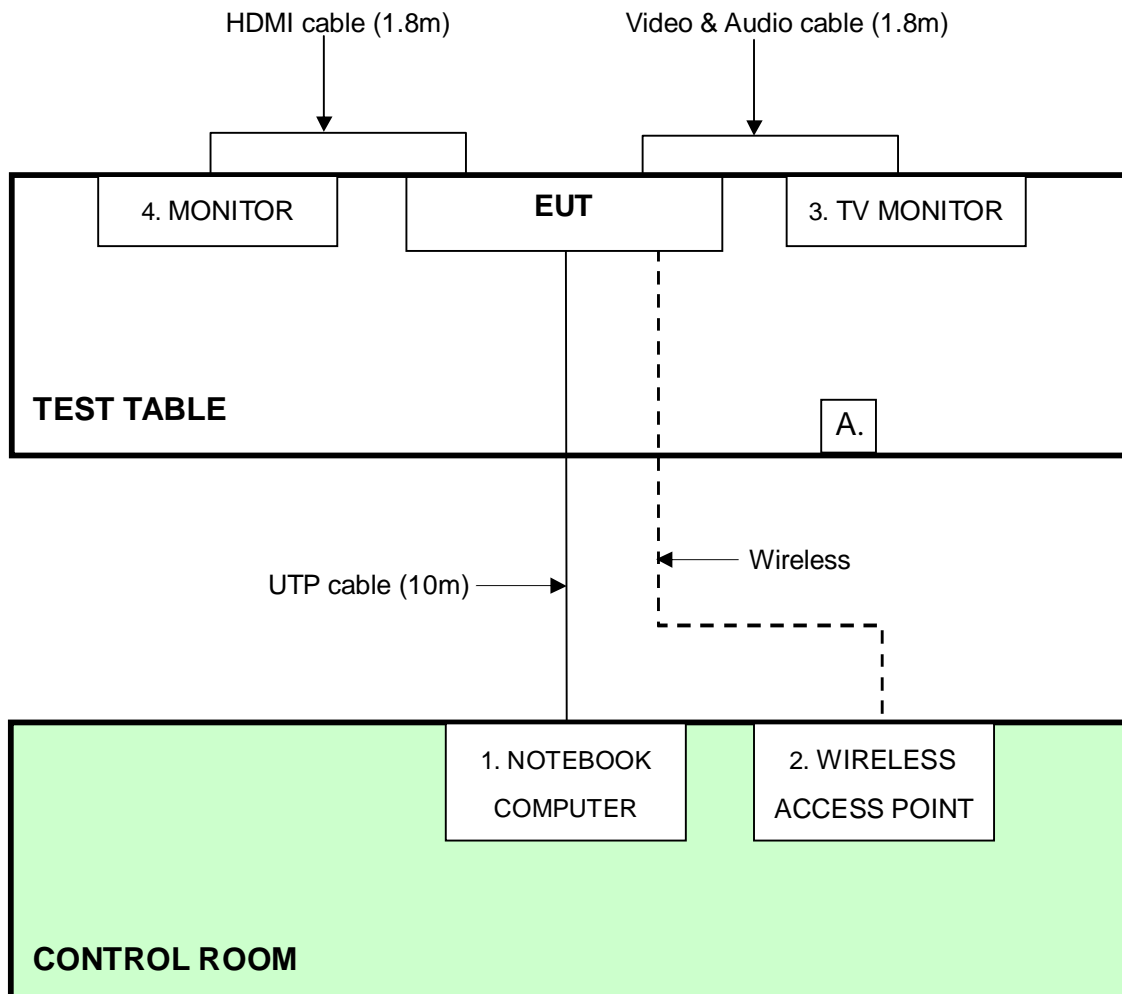 HDMI cable (1.8m)
Video & Audio cable (1.8m)
4. MONITOR
EUT
3. TV MONITOR
TEST TABLE
A.
Wireless
UTP cable (10m)
1. NOTEBOOK
COMPUTER
2. WIRELESS
ACCESS POINT
CONTROL ROOM